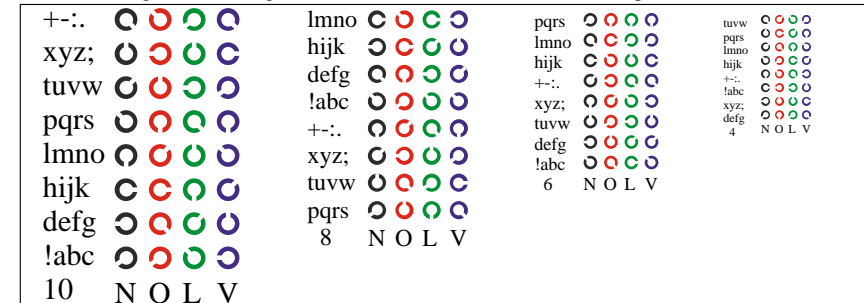 +-:.
xyz;
tuvw
pqrs
lmno
hijk
defg
!abc
10 N O L V
lmno
hijk
defg
!abc
+-:.
xyz;
tuvw
pqrs
8 N O L V
pqrs
lmno
hijk
+-:.
xyz;
tuvw
defg
!abc
6 N O L V
tuvw
pqrs
lmno
hijk
+-:.
!abc
xyz;
defg
4 N O L V